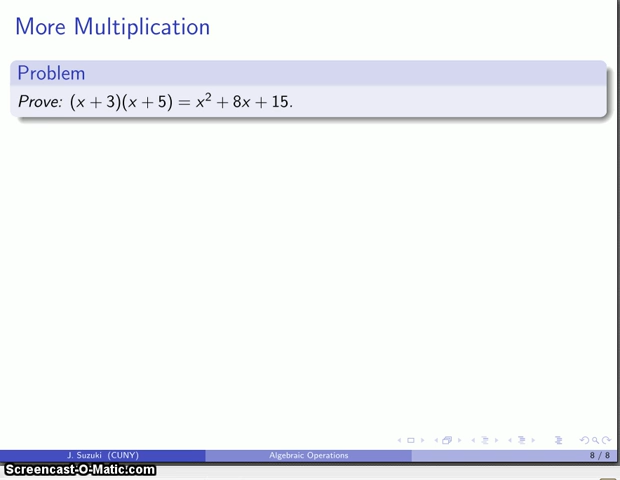 More Multiplication
Problem
Prove: (x + 3)(x + 5) = x² + 8x + 15.
J. Suzuki (CUNY) Algebraic Operations 8 / 8
Screencast-O-Matic.com